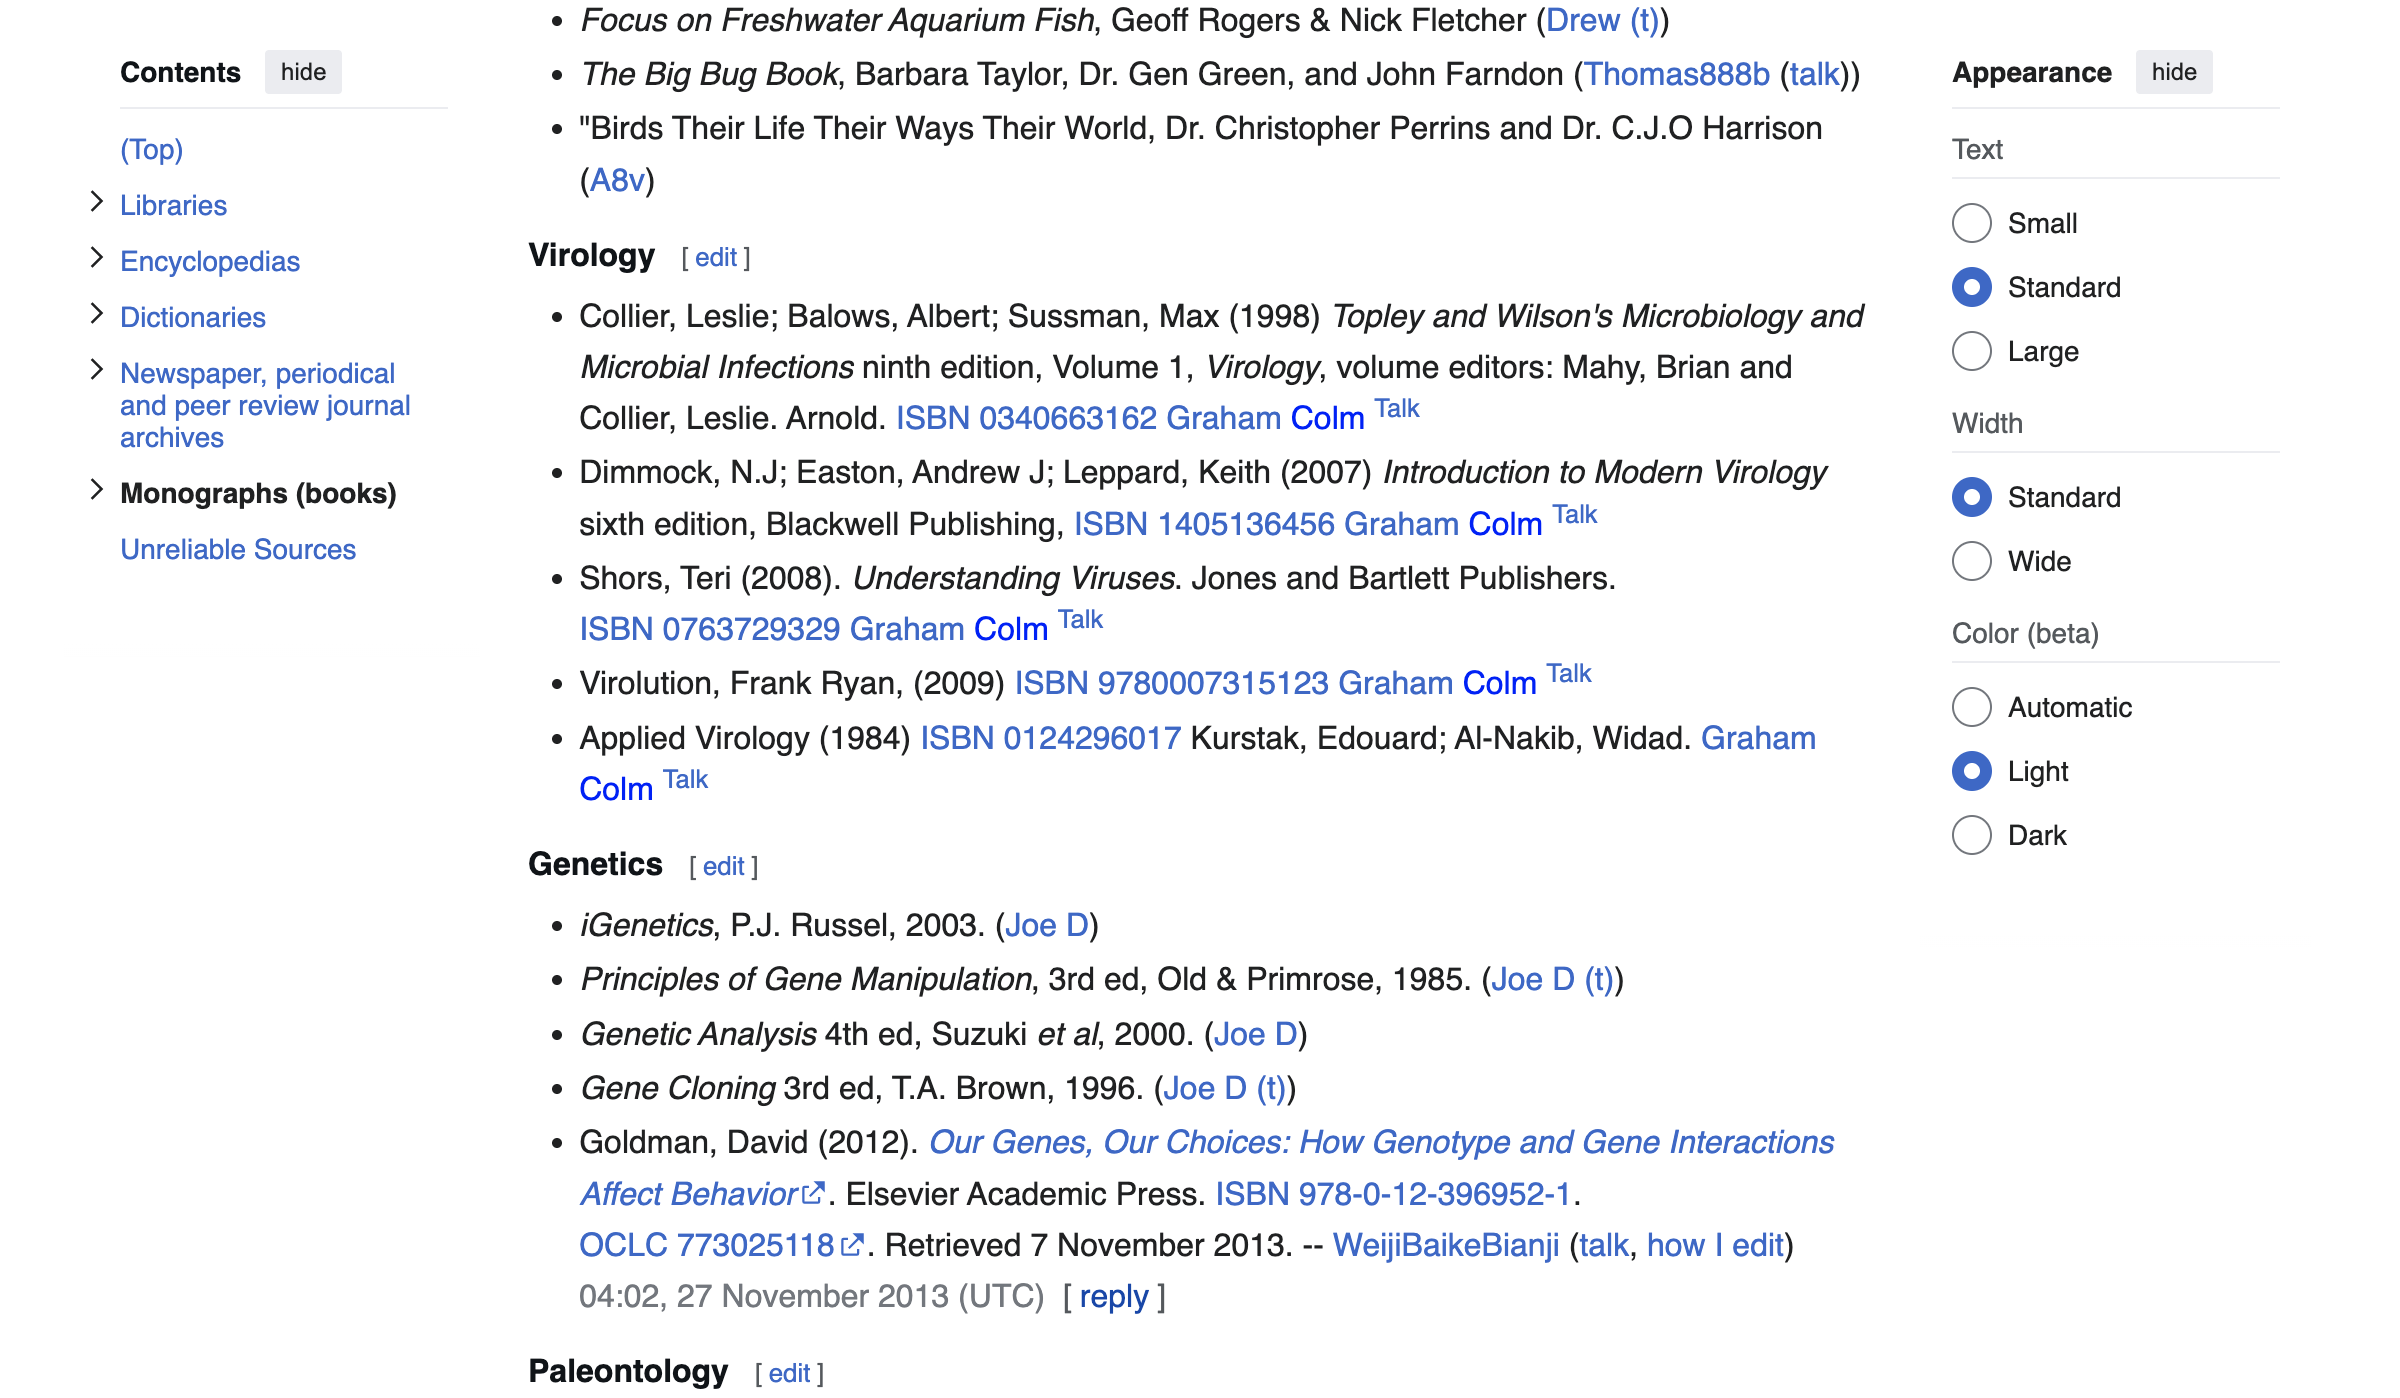 Contents hide
(Top)
Libraries
Encyclopedias
Dictionaries
Newspaper, periodical
and peer review journal
archives
Monographs (books)
Unreliable Sources
Focus on Freshwater Aquarium Fish, Geoff Rogers & Nick Fletcher (Drew (t))
The Big Bug Book, Barbara Taylor, Dr. Gen Green, and John Farndon (Thomas888b (talk))
"Birds Their Life Their Ways Their World, Dr. Christopher Perrins and Dr. C.J.O Harrison
(A8v)
Virology [ edit ]
Collier, Leslie; Balows, Albert; Sussman, Max (1998) Topley and Wilson's Microbiology and
Microbial Infections ninth edition, Volume 1, Virology, volume editors: Mahy, Brian and
Collier, Leslie. Arnold. ISBN 0340663162 Graham Colm Talk
Dimmock, N.J; Easton, Andrew J; Leppard, Keith (2007) Introduction to Modern Virology
sixth edition, Blackwell Publishing, ISBN 1405136456 Graham Colm Talk
Shors, Teri (2008). Understanding Viruses. Jones and Bartlett Publishers.
ISBN 0763729329 Graham Colm Talk
Virolution, Frank Ryan, (2009) ISBN 9780007315123 Graham Colm Talk
Applied Virology (1984) ISBN 0124296017 Kurstak, Edouard; Al-Nakib, Widad. Graham
Colm Talk
Genetics [ edit ]
iGenetics, P.J. Russel, 2003. (Joe D)
Principles of Gene Manipulation, 3rd ed, Old & Primrose, 1985. (Joe D (t))
Genetic Analysis 4th ed, Suzuki et al, 2000. (Joe D)
Gene Cloning 3rd ed, T.A. Brown, 1996. (Joe D (t))
Goldman, David (2012). Our Genes, Our Choices: How Genotype and Gene Interactions
Affect Behavior. Elsevier Academic Press. ISBN 978-0-12-396952-1.
OCLC 773025118. Retrieved 7 November 2013. -- WeijiBaikeBianji (talk, how I edit)
04:02, 27 November 2013 (UTC) [ reply ]
Paleontology [ edit ]
Appearance hide
Text
Small
Standard
Large
Width
Standard
Wide
Color (beta)
Automatic
Light
Dark